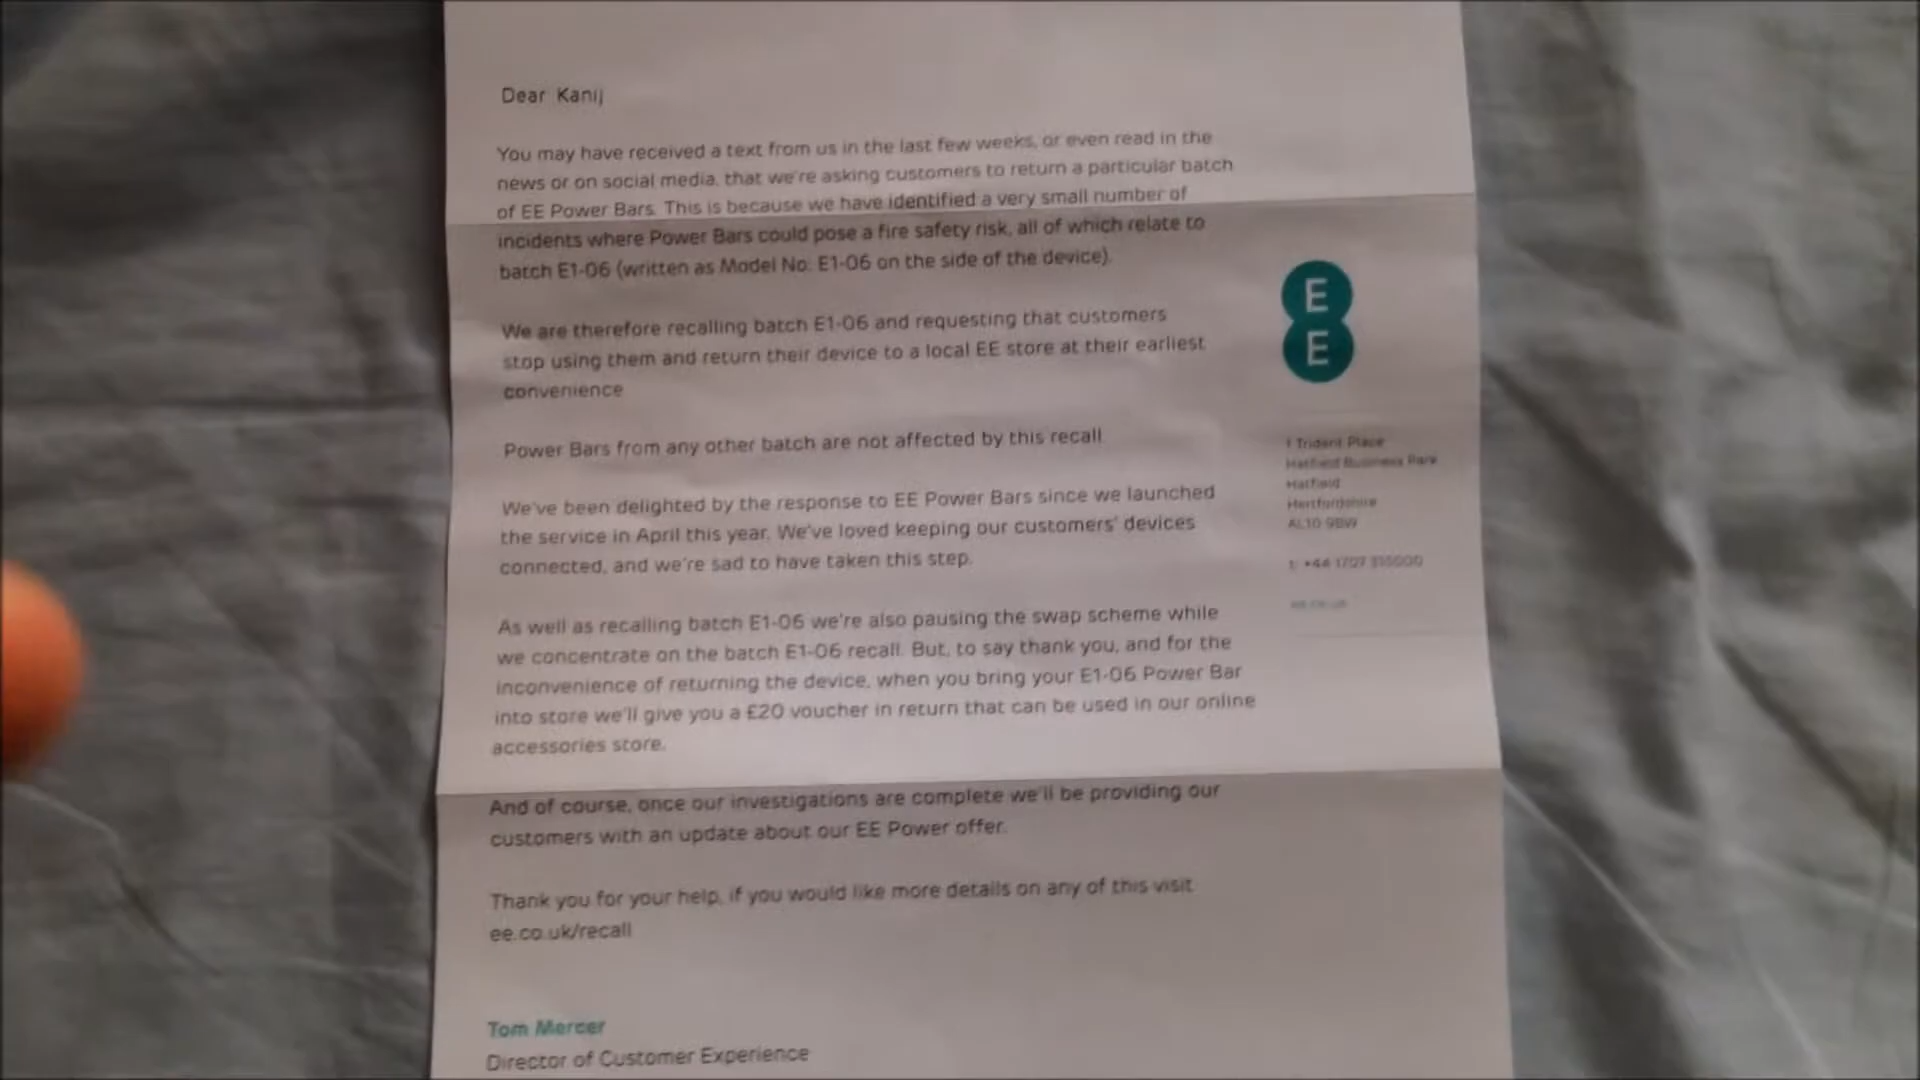 Dear Kanij
You may have received a text from us in the last few weeks, or even read in the
news or on social media, that we're asking customers to return a particular batch
of EE Power Bars. This is because we have identified a very small number of
incidents where Power Bars could pose a fire safety risk, all of which relate to
batch E1-06 (written as Model No: E1-06 on the side of the device).
We are therefore recalling batch E1-06 and requesting that customers
stop using them and return their device to a local EE store at their earliest
convenience
Power Bars from any other batch are not affected by this recall
We've been delighted by the response to EE Power Bars since we launched
the service in April this year. We've loved keeping our customers' devices
connected, and we're sad to have taken this step.
As well as recalling batch E1-06 we're also pausing the swap scheme while
we concentrate on the batch E1-06 recall. But, to say thank you, and for the
inconvenience of returning the device, when you bring your E1-06 Power Bar
into store we'll give you a £20 voucher in return that can be used in our online
accessories store.
And of course, once our investigations are complete we'll be providing our
customers with an update about our EE Power offer.
Thank you for your help, if you would like more details on any of this visit
ee.co.uk/recall
Tom Mercer
Director of Customer Experience
E
E
1 Trident Place
Hatfield Business Park
Hatfield
Hertfordshire
AL10 9BW
t: +44 1707 315000